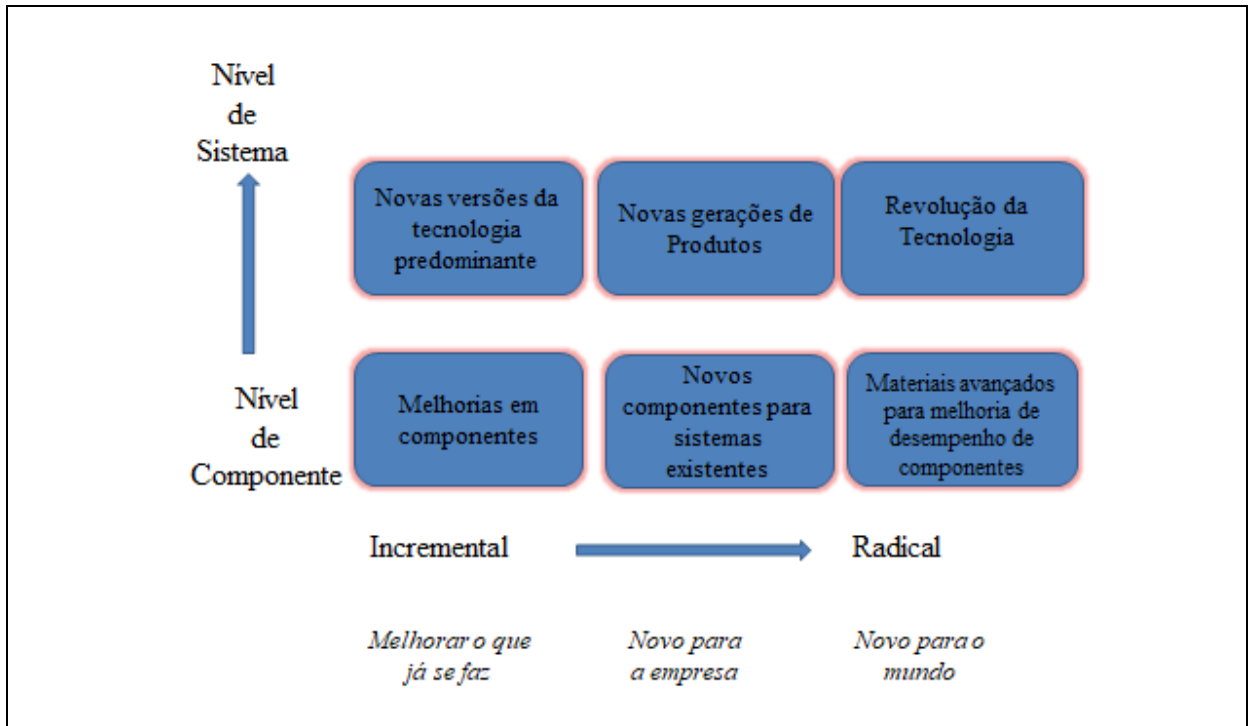 Nível
de
Sistema
Novas versões da
tecnologia
predominante
Novas gerações de
Produtos
Revolução da
Tecnologia
Nível
de
Componente
Melhorias em
componentes
Novos
componentes para
sistemas
existentes
Materiais avançados
para melhoria de
desempenho de
componentes
Incremental
Radical
Melhorar o que
já se faz
Novo para
a empresa
Novo para o
mundo